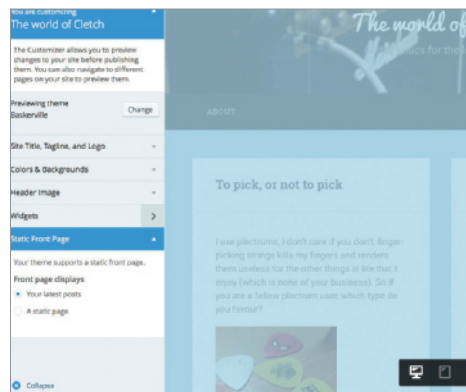 You are customizing
The world of Cletch
The Customizer allows you to preview
changes to your site before publishing
them. You can also navigate to different
pages on your site to preview them.
Previewing theme
Baskerville
Change
Site Title, Tagline, and Logo
Colors & Backgrounds
Header Image
Widgets
Static Front Page
Your theme supports a static front page.
Front page displays
Your latest posts
A static page
Collapse
The world of
for the
ABOUT
To pick, or not to pick
I use plectrums, I don't care if you don't, finger-
picking strings kills my fingers and renders
them useless for the other things in life that I
enjoy (which is none of your business). So if
you are a fellow plectrum user, which type do
you favour?